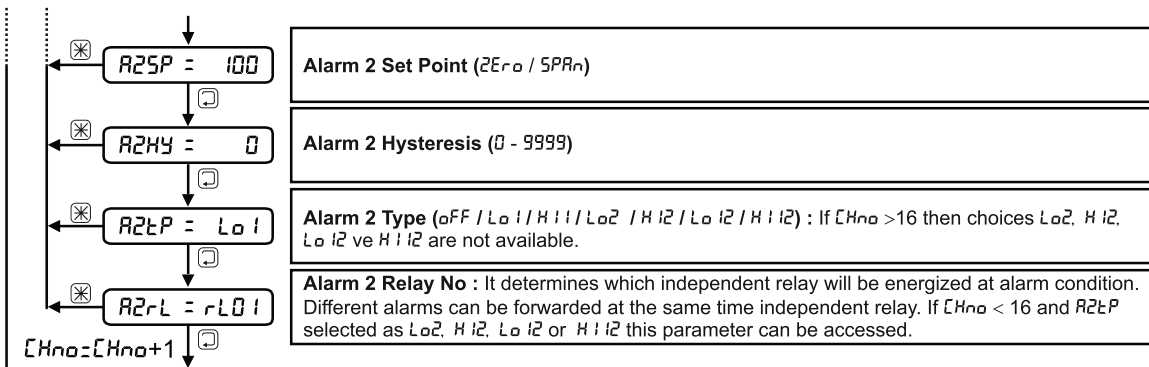 A2SP = 100
Alarm 2 Set Point (ZEro / SPAn)
A2HY = 0
Alarm 2 Hysteresis (0 - 9999)
A2tP = Lo1
Alarm 2 Type (oFF / Lo1 / HI1 / Lo2 / HI2 / Lo12 / HI12) : If CHno >16 then choices Lo2, HI2,
Lo12 ve HI12 are not available.
A2rL = rL01
Alarm 2 Relay No : It determines which independent relay will be energized at alarm condition.
Different alarms can be forwarded at the same time independent relay. If CHno < 16 and A2tP
selected as Lo2, HI2, Lo12 or HI12 this parameter can be accessed.
CHno=CHno+1